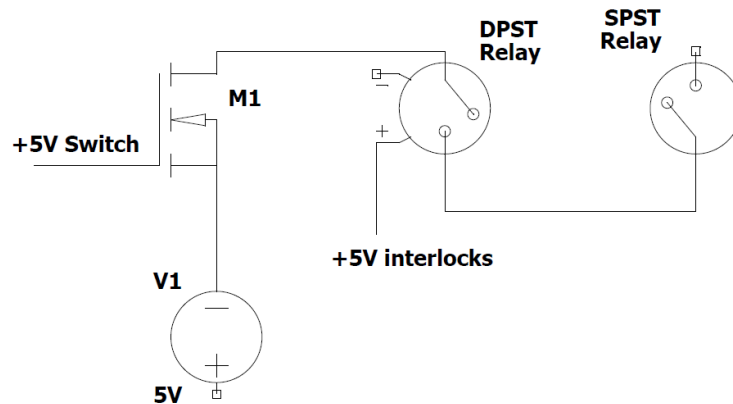 DPST
Relay
SPST
Relay
M1
+5V Switch
+5V interlocks
V1
5V